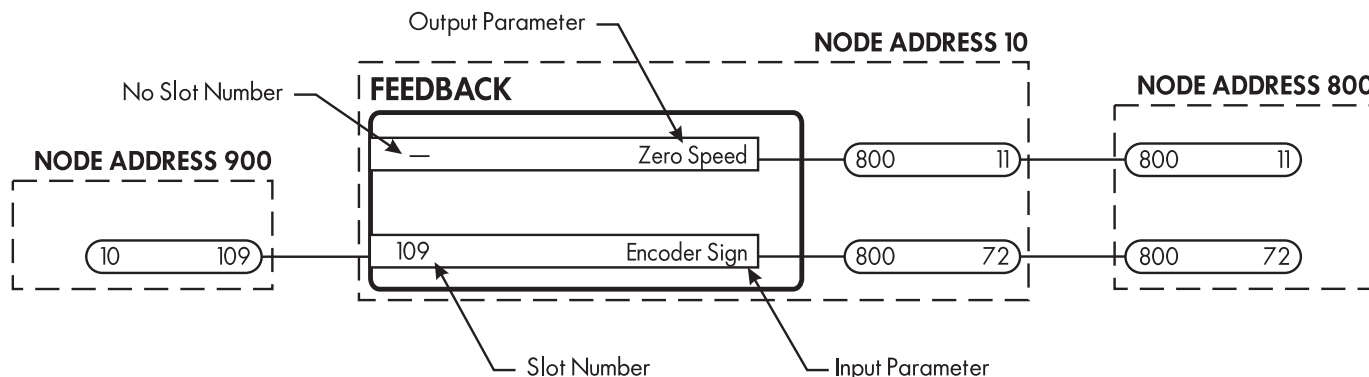 Output Parameter
NODE ADDRESS 10
No Slot Number
FEEDBACK
NODE ADDRESS 800
— Zero Speed
800 11
800 11
NODE ADDRESS 900
10 109
109 Encoder Sign
800 72
800 72
Slot Number
Input Parameter